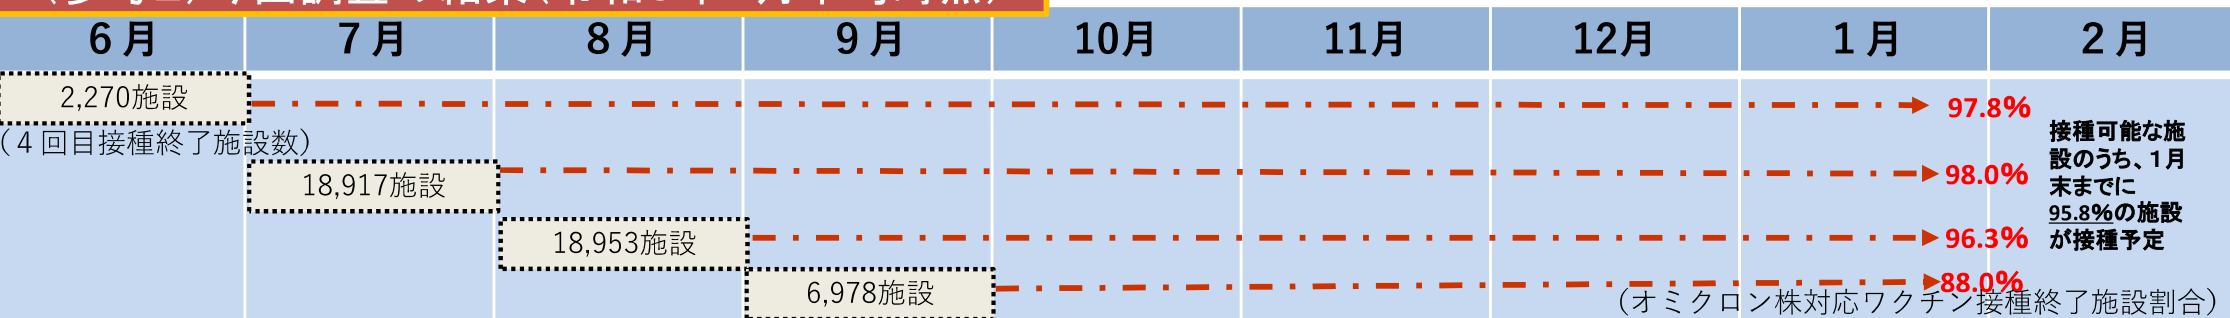 6月 7月 8月 9月 10月 11月 12月 1月 2月
2,270施設
97.8%
(4回目接種終了施設数)
18,917施設
98.0%
18,953施設
96.3%
6,978施設
88.0%
接種可能な施
設のうち、1月
末までに
95.8%の施設
が接種予定
(オミクロン株対応ワクチン接種終了施設割合)